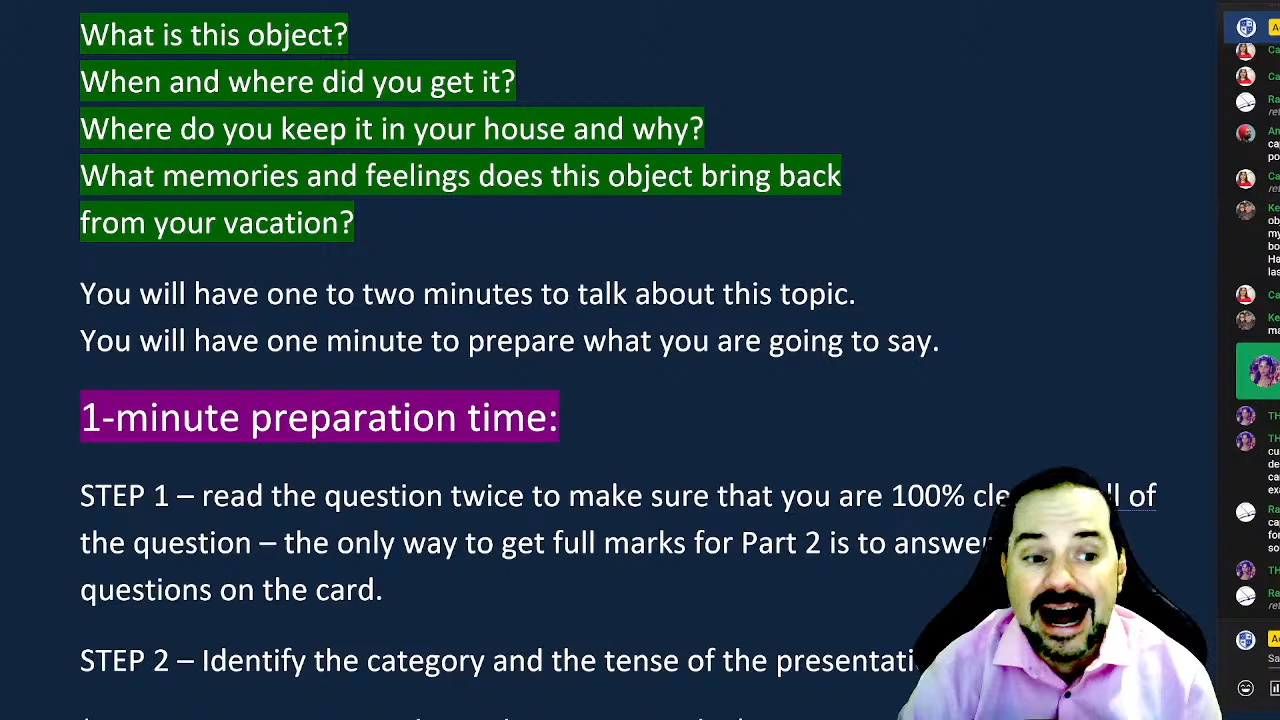 What is this object?
When and where did you get it?
Where do you keep it in your house and why?
What memories and feelings does this object bring back
from your vacation?
You will have one to two minutes to talk about this topic.
You will have one minute to prepare what you are going to say.
1-minute preparation time:
STEP 1 – read the question twice to make sure that you are 100% of
the question – the only way to get full marks for Part 2 is to answer
questions on the card.
STEP 2 – Identify the category and the tense of the